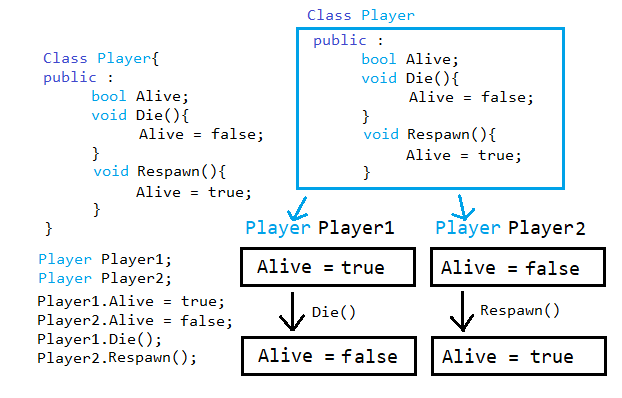 Class Player{
public :
bool Alive;
void Die(){
Alive = false;
}
void Respawn(){
Alive = true;
}
}
Player Player1;
Player Player2;
Player1.Alive = true;
Player2.Alive = false;
Player1.Die();
Player2.Respawn();
Class Player
public :
bool Alive;
void Die(){
Alive = false;
}
void Respawn(){
Alive = true;
}
Player Player1
Alive = true
Die()
Alive = false
Player Player2
Alive = false
Respawn()
Alive = true